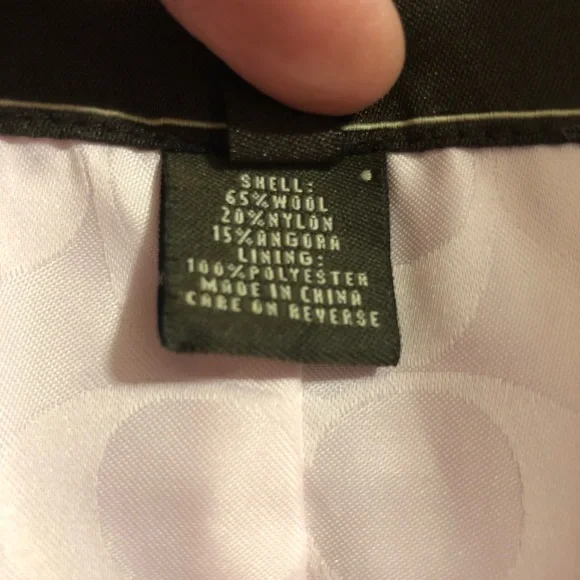 SHELL:
65%WOOL
20%NYLON
15%ANGORA
LINING:
100%POLYESTER
MADE IN CHINA
CARE ON REVERSE